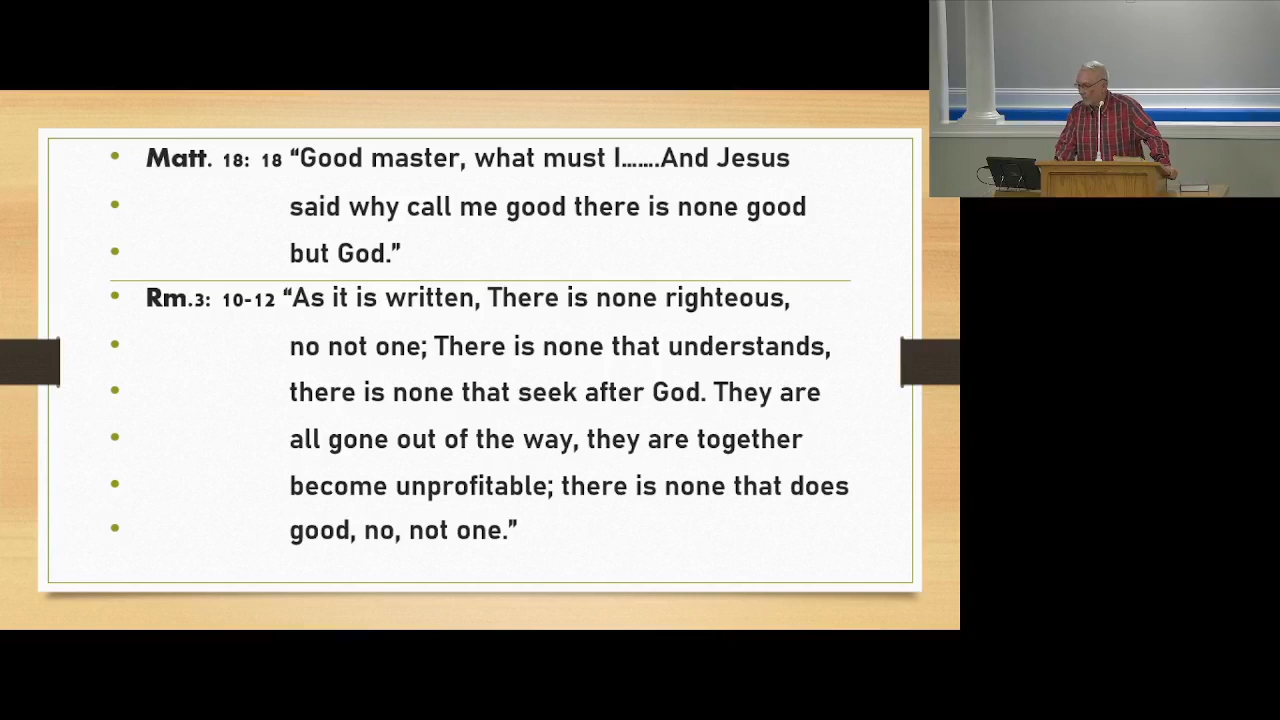 • Matt. 18: 18 “Good master, what must I…….And Jesus
• said why call me good there is none good
• but God.”
• Rm.3: 10-12 “As it is written, There is none righteous,
• no not one; There is none that understands,
• there is none that seek after God. They are
• all gone out of the way, they are together
• become unprofitable; there is none that does
• good, no, not one.”